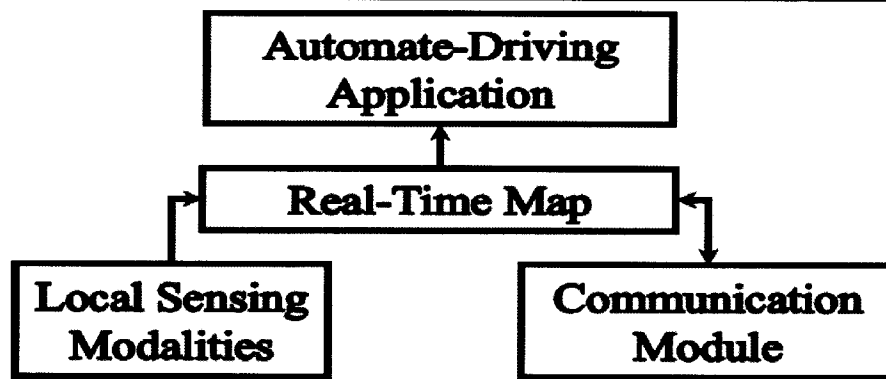 Automate-Driving
Application
Real-Time Map
Local Sensing
Modalities
Communication
Module